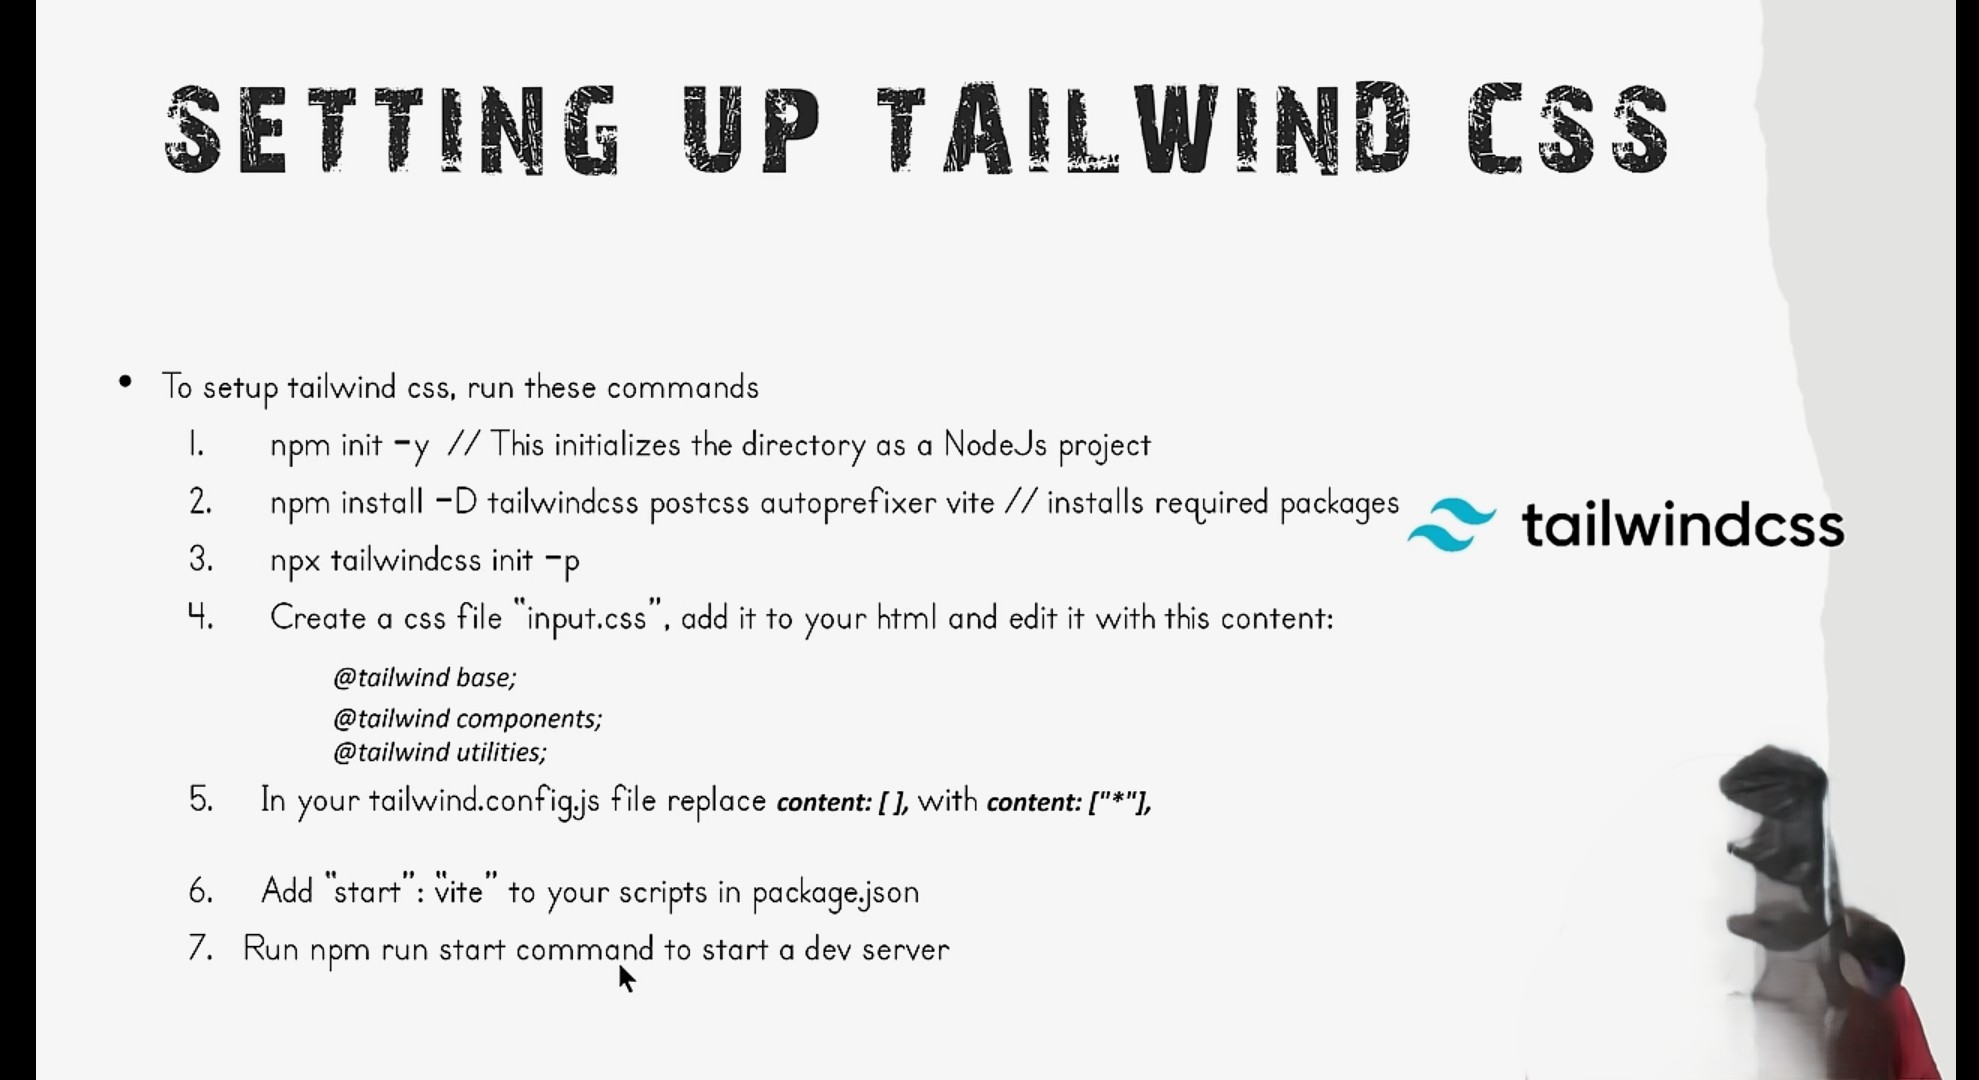 SETTING UP TAILWIND CSS
• To setup tailwind css, run these commands
1. npm init -y // This initializes the directory as a NodeJs project
2. npm install -D tailwindcss postcss autoprefixer vite // installs required packages
tailwindcss
3. npx tailwindcss init -p
4. Create a css file "input.css", add it to your html and edit it with this content:
@tailwind base;
@tailwind components;
@tailwind utilities;
5. In your tailwind.config.js file replace content: [ ], with content: ["*"],
6. Add "start": "vite" to your scripts in package.json
7. Run npm run start command to start a dev server